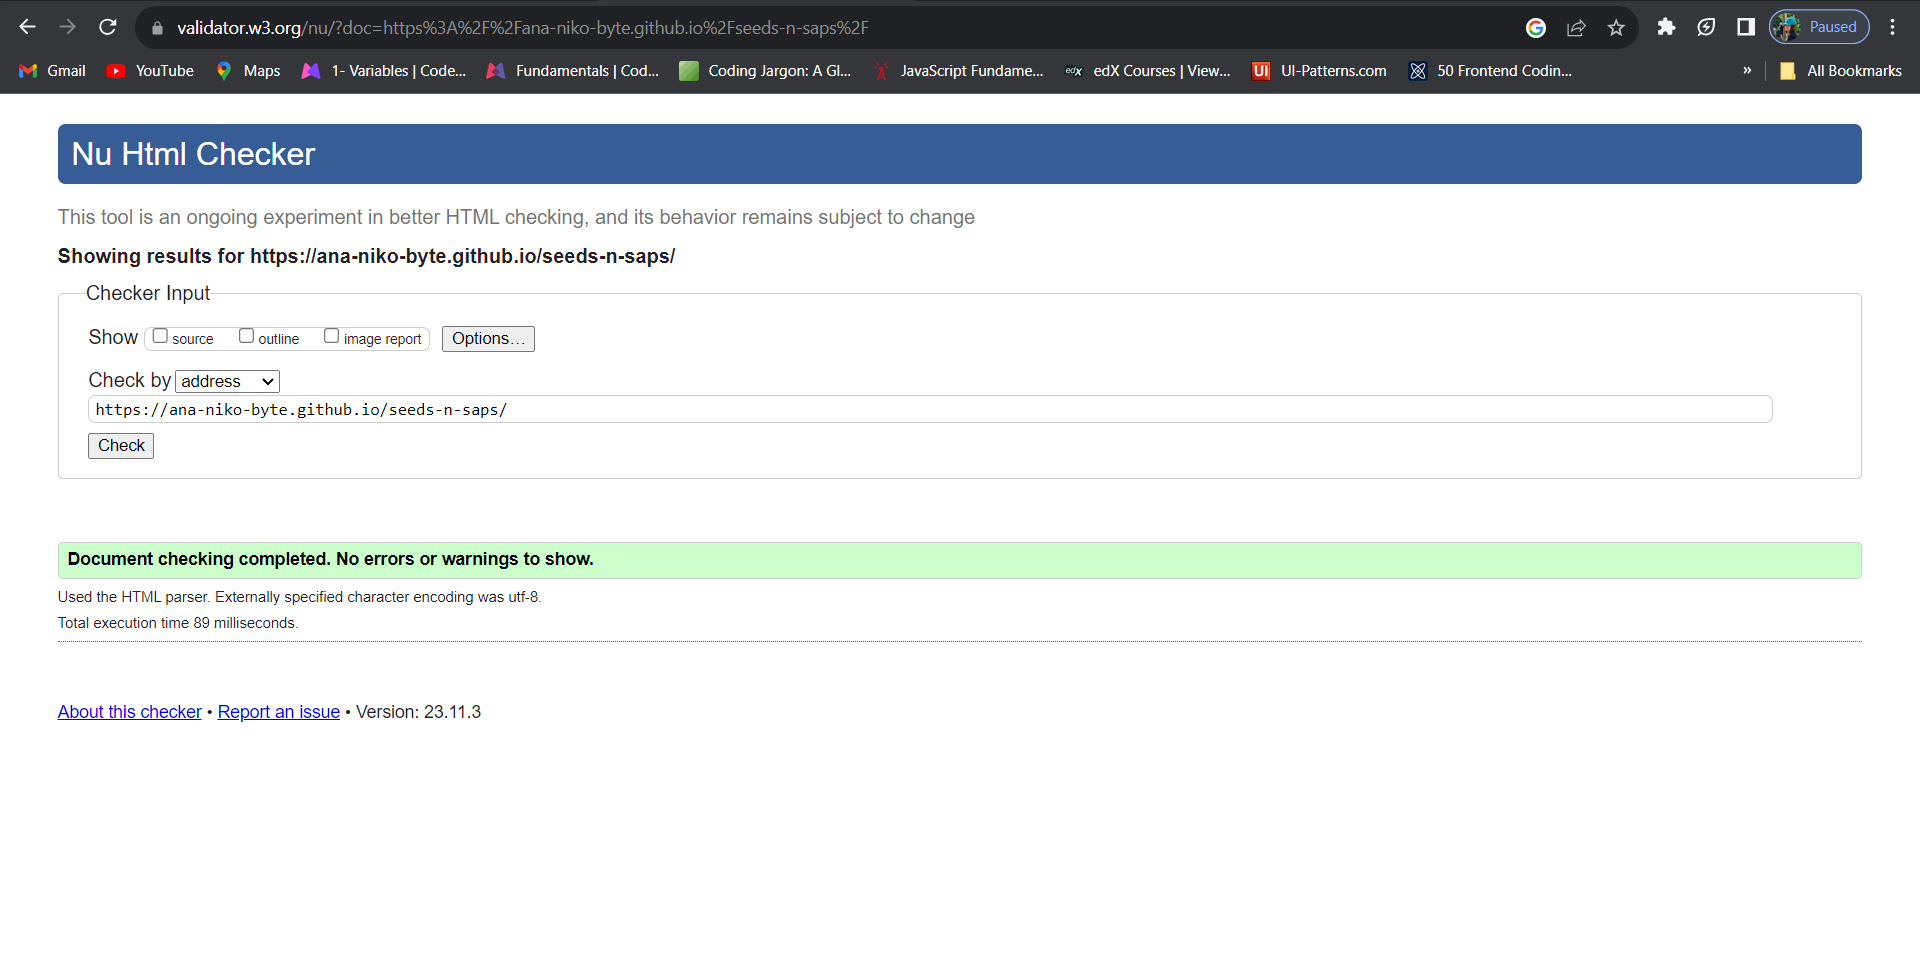 validator.w3.org/nu/?doc=https%3A%2F%2Fana-niko-byte.github.io%2Fseeds-n-saps%2F
Paused
Gmail YouTube Maps 1- Variables | Code... Fundamentals | Cod... Coding Jargon: A Gl... JavaScript Fundame... edX edX Courses | View... UI UI-Patterns.com 50 Frontend Codin... » All Bookmarks
Nu Html Checker
This tool is an ongoing experiment in better HTML checking, and its behavior remains subject to change
Showing results for https://ana-niko-byte.github.io/seeds-n-saps/
Checker Input
Show source outline image report Options...
Check by address
https://ana-niko-byte.github.io/seeds-n-saps/
Check
Document checking completed. No errors or warnings to show.
Used the HTML parser. Externally specified character encoding was utf-8.
Total execution time 89 milliseconds.
About this checker • Report an issue • Version: 23.11.3